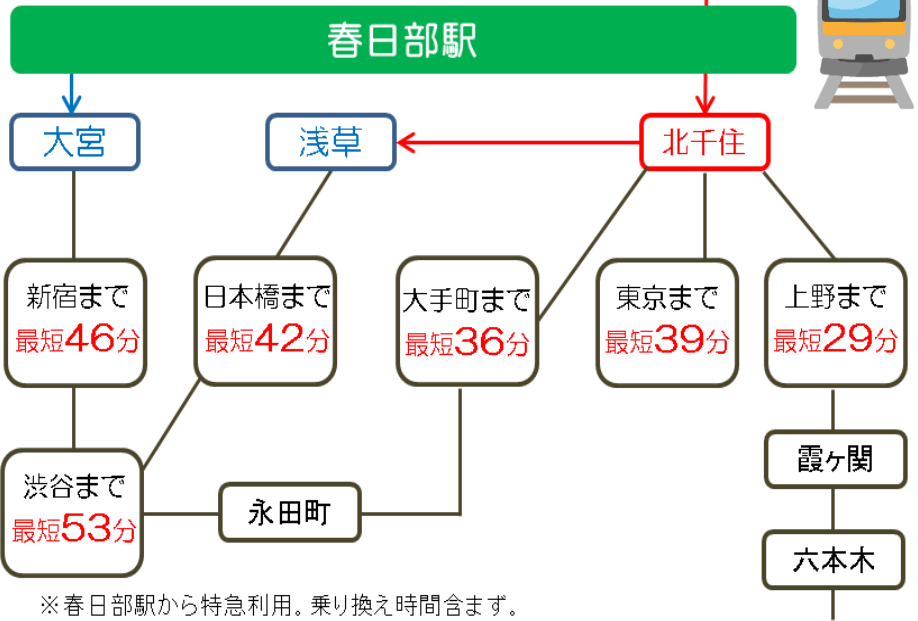 春日部駅
大宮
浅草
北千住
新宿まで
最短46分
日本橋まで
最短42分
大手町まで
最短36分
東京まで
最短39分
上野まで
最短29分
霞ヶ関
渋谷まで
最短53分
永田町
六本木
※春日部駅から特急利用。乗り換え時間含まず。